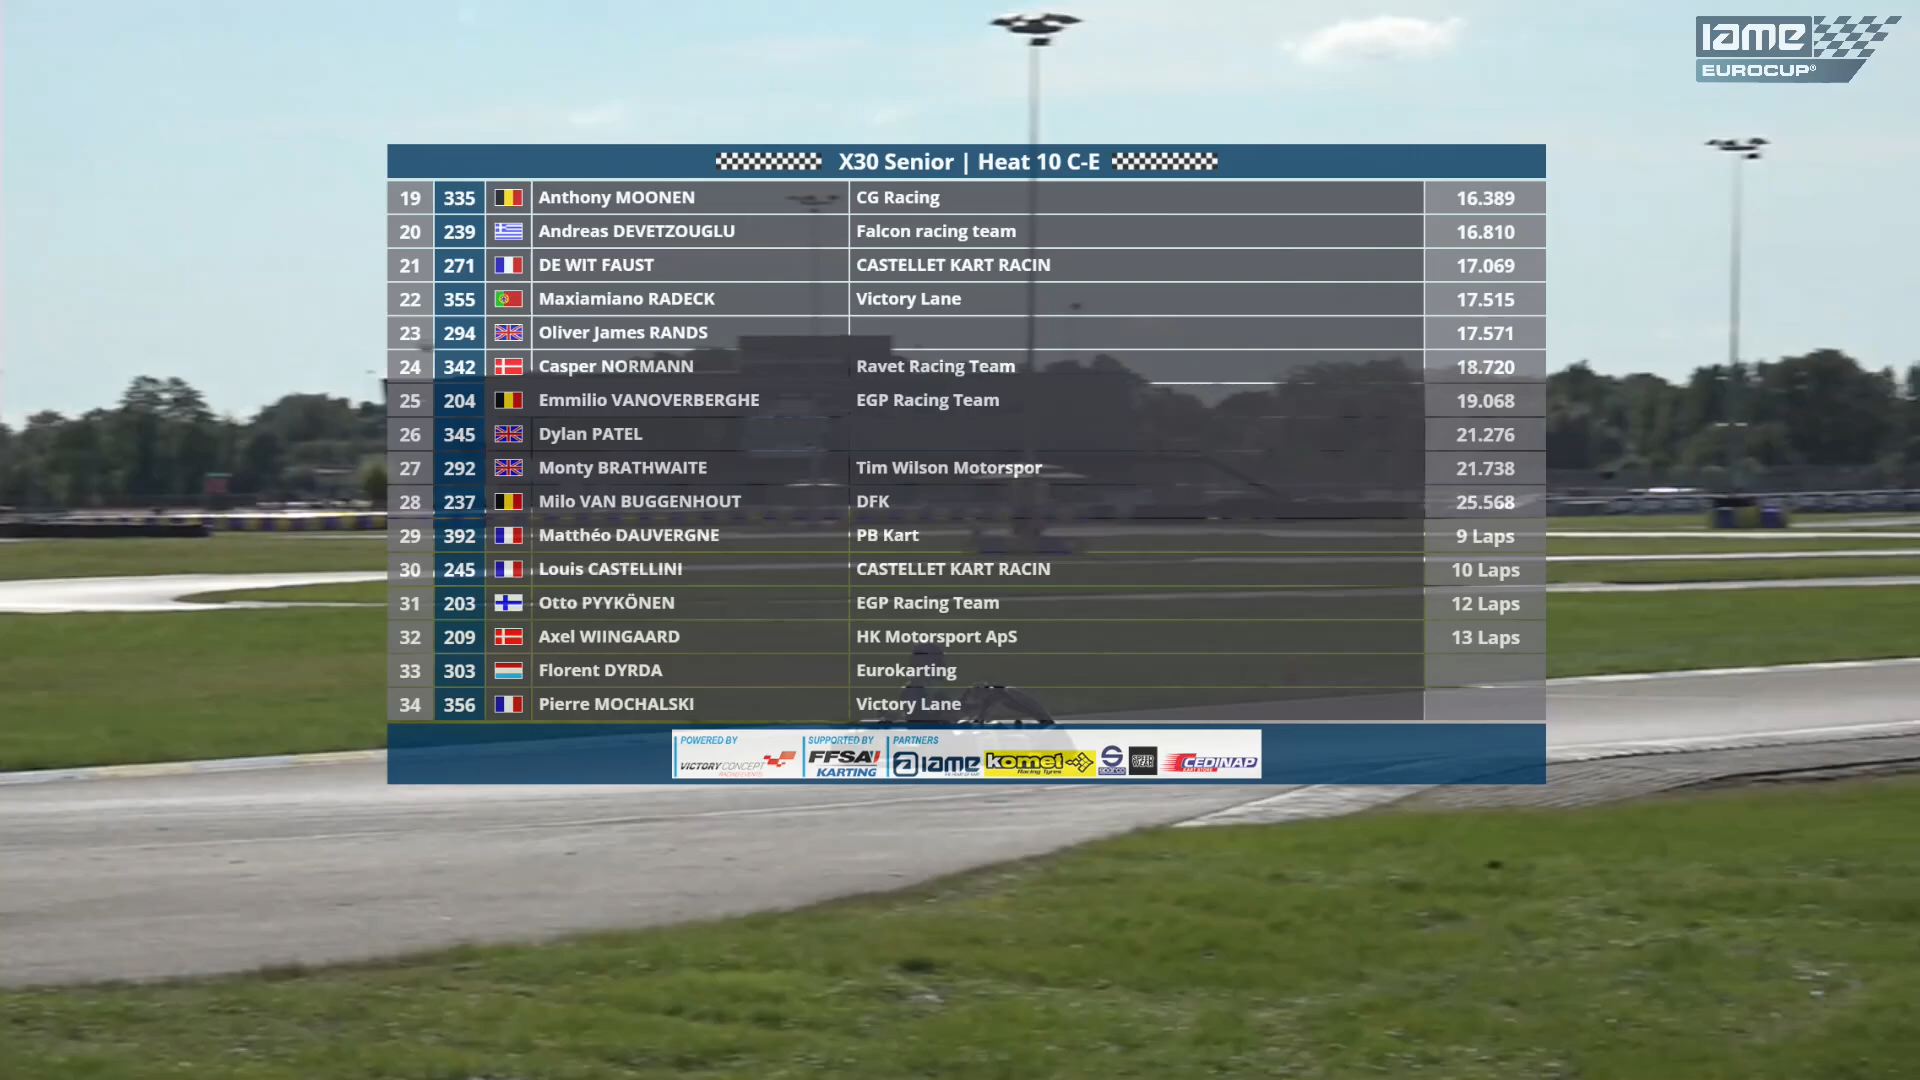 IAME
EUROCUP®
X30 Senior | Heat 10 C-E
19 335 Anthony MOONEN CG Racing 16.389
20 239 Andreas DEVETZOUGLU Falcon racing team 16.810
21 271 DE WIT FAUST CASTELLET KART RACIN 17.069
22 355 Maxiamiano RADECK Victory Lane 17.515
23 294 Oliver James RANDS 17.571
24 342 Casper NORMANN Ravet Racing Team 18.720
25 204 Emmilio VANOVERBERGHE EGP Racing Team 19.068
26 345 Dylan PATEL 21.276
27 292 Monty BRATHWAITE Tim Wilson Motorspor 21.738
28 237 Milo VAN BUGGENHOUT DFK 25.568
29 392 Matthéo DAUVERGNE PB Kart 9 Laps
30 245 Louis CASTELLINI CASTELLET KART RACIN 10 Laps
31 203 Otto PYYKÖNEN EGP Racing Team 12 Laps
32 209 Axel WIINGAARD HK Motorsport ApS 13 Laps
33 303 Florent DYRDA Eurokarting
34 356 Pierre MOCHALSKI Victory Lane
POWERED BY SUPPORTED BY PARTNERS
VICTORY CONCEPT FFSA KARTING IAME komet Racing Tyres SPARCO CEDINAP